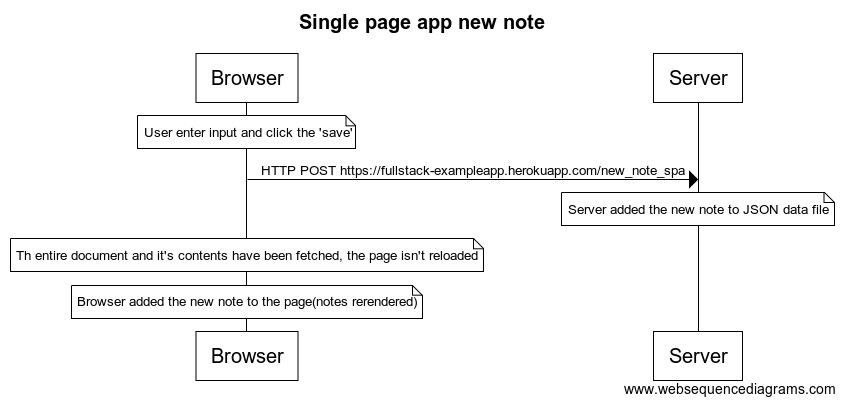 Single page app new note
Browser
Server
User enter input and click the 'save'
HTTP POST https://fullstack-exampleapp.herokuapp.com/new_note_spa
Server added the new note to JSON data file
Th entire document and it's contents have been fetched, the page isn't reloaded
Browser added the new note to the page(notes rerendered)
Browser
Server
www.websequencediagrams.com